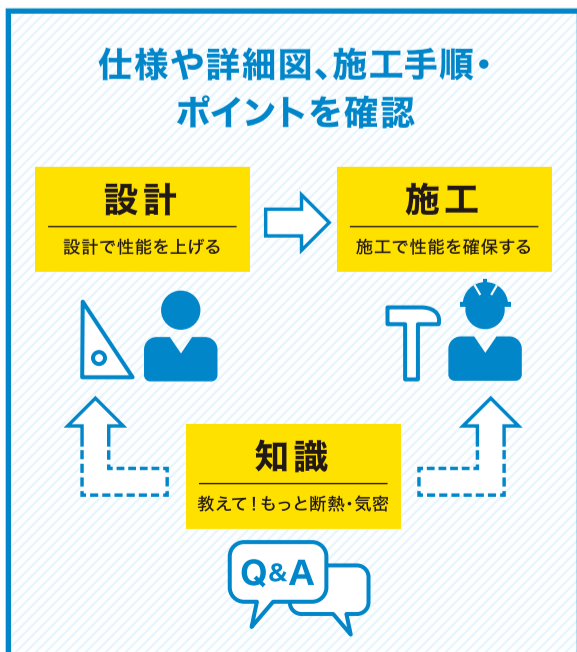 仕様や詳細図、施工手順・
ポイントを確認
設計
設計で性能を上げる
施工
施工で性能を確保する
知識
教えて！もっと断熱・気密
Q&A